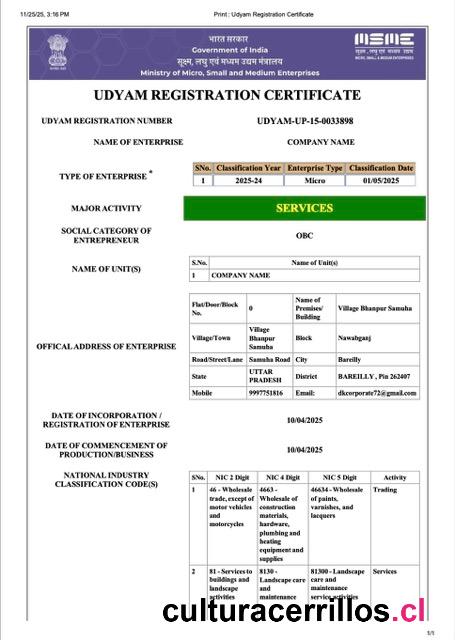 11/25/25, 3:16 PM Print : Udyam Registration Certificate
भारत सरकार
Government of India
सूक्ष्म, लघु एवं मध्यम उद्यम मंत्रालय
Ministry of Micro, Small and Medium Enterprises
MSME
सूक्ष्म, लघु एवं मध्यम उद्यम
MICRO, SMALL & MEDIUM ENTERPRISES
UDYAM REGISTRATION CERTIFICATE
UDYAM REGISTRATION NUMBER UDYAM-UP-15-0033898
NAME OF ENTERPRISE COMPANY NAME
TYPE OF ENTERPRISE *
SNo. Classification Year Enterprise Type Classification Date
1 2025-24 Micro 01/05/2025
MAJOR ACTIVITY SERVICES
SOCIAL CATEGORY OF
ENTREPRENEUR
OBC
NAME OF UNIT(S)
S.No. Name of Unit(s)
1 COMPANY NAME
OFFICAL ADDRESS OF ENTERPRISE
Flat/Door/Block
No.
0
Name of
Premises/
Building
Village Bhanpur Samuha
Village/Town
Village
Bhanpur
Samuha
Block Nawabganj
Road/Street/Lane Samuha Road City Bareilly
State
UTTAR
PRADESH
District BAREILLY , Pin 262407
Mobile 9997751816 Email: dkcorporate72@gmail.com
DATE OF INCORPORATION /
REGISTRATION OF ENTERPRISE
10/04/2025
DATE OF COMMENCEMENT OF
PRODUCTION/BUSINESS
10/04/2025
NATIONAL INDUSTRY
CLASSIFICATION CODE(S)
SNo. NIC 2 Digit NIC 4 Digit NIC 5 Digit Activity
1
46 - Wholesale
trade, except of
motor vehicles
and
motorcycles
4663 -
Wholesale of
construction
materials,
hardware,
plumbing and
heating
equipment and
supplies
46634 - Wholesale
of paints,
varnishes, and
lacquers
Trading
2
81 - Services to
buildings and
landscape
activities
8130 -
Landscape care
and
maintenance
81300 - Landscape
care and
maintenance
service activities
Services
culturacerrillos.cl
1/1